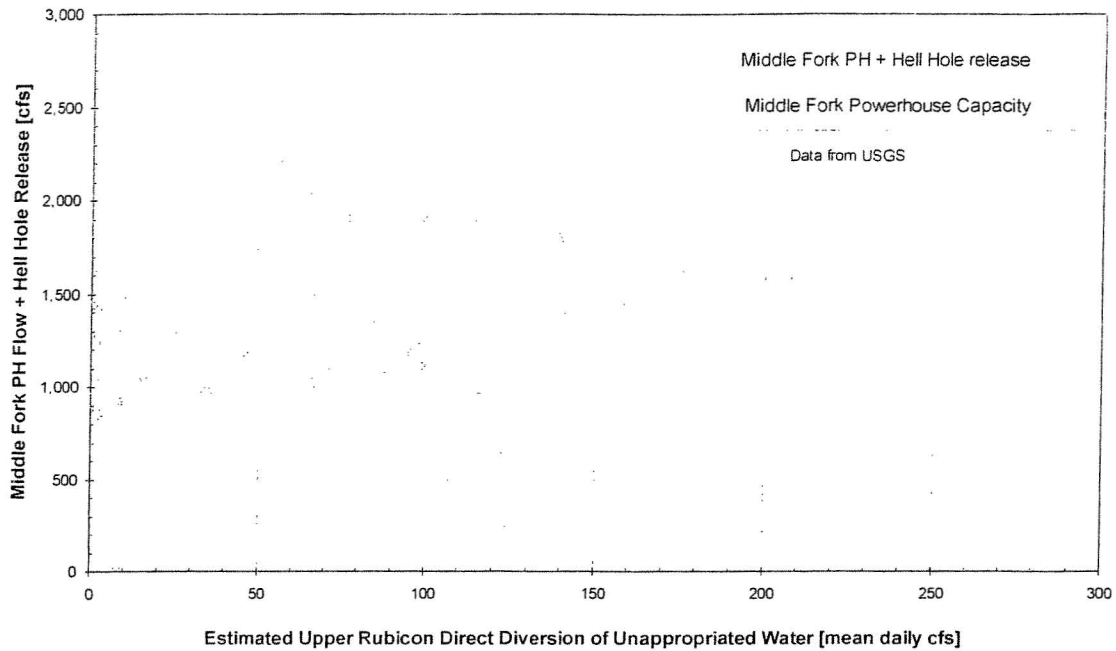 3,000
2,500
2,000
1,500
1,000
500
0
Middle Fork PH Flow + Hell Hole Release [cfs]
Middle Fork PH + Hell Hole release
Middle Fork Powerhouse Capacity
Data from USGS
0 50 100 150 200 250 300
Estimated Upper Rubicon Direct Diversion of Unappropriated Water [mean daily cfs]